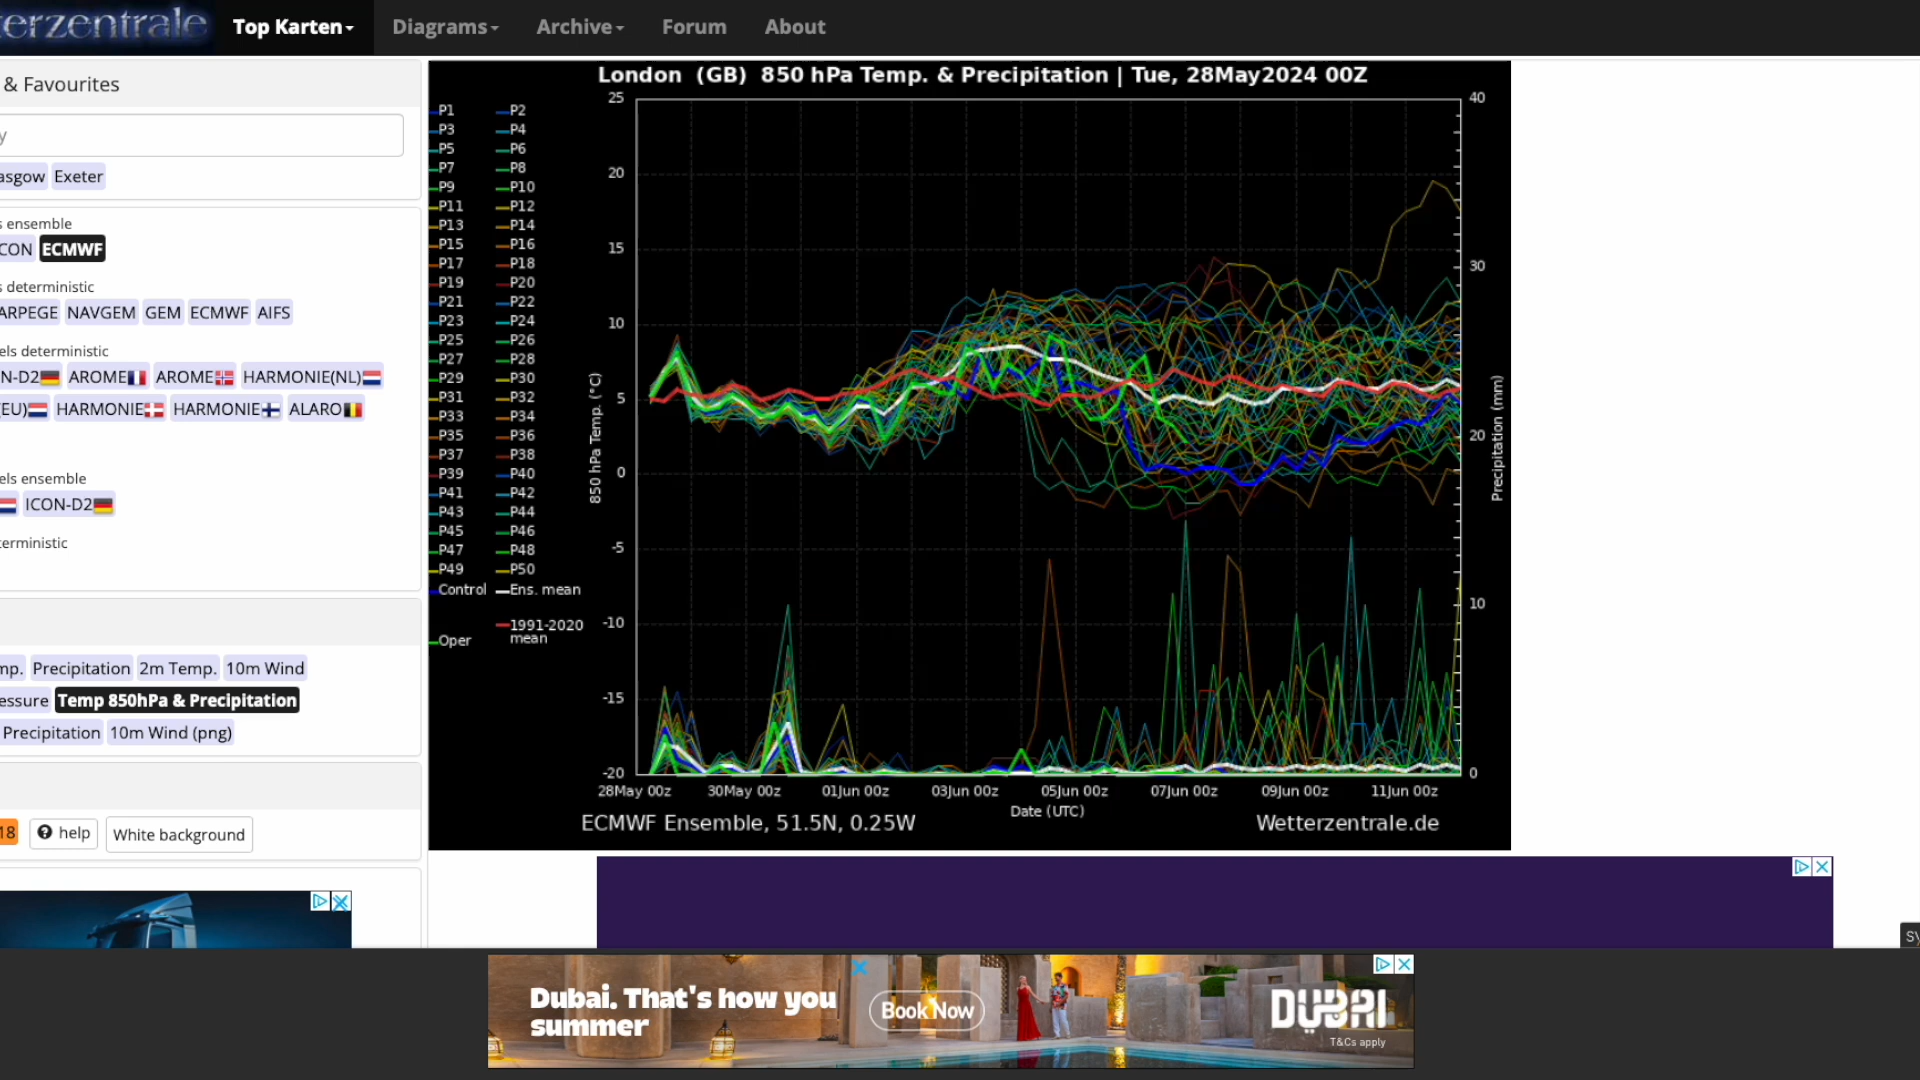 erzentrale Top Karten Diagrams Archive Forum About
& Favourites
y
asgow Exeter
s ensemble
CON ECMWF
s deterministic
ARPEGE NAVGEM GEM ECMWF AIFS
els deterministic
N-D2 AROME AROME HARMONIE(NL)
EU) HARMONIE HARMONIE ALARO
els ensemble
ICON-D2
terministic
mp. Precipitation 2m Temp. 10m Wind
essure Temp 850hPa & Precipitation
Precipitation 10m Wind (png)
18 help White background
London (GB) 850 hPa Temp. & Precipitation | Tue, 28May2024 00Z
P1 P2
P3 P4
P5 P6
P7 P8
P9 P10
P11 P12
P13 P14
P15 P16
P17 P18
P19 P20
P21 P22
P23 P24
P25 P26
P27 P28
P29 P30
P31 P32
P33 P34
P35 P36
P37 P38
P39 P40
P41 P42
P43 P44
P45 P46
P47 P48
P49 P50
Control Ens. mean
1991-2020
mean
Oper
850 hPa Temp. (°C)
25
20
15
10
5
0
-5
-10
-15
-20
40
30
20
10
0
Precipitation (mm)
28May 00z 30May 00z 01Jun 00z 03Jun 00z 05Jun 00z 07Jun 00z 09Jun 00z 11Jun 00z
Date (UTC)
ECMWF Ensemble, 51.5N, 0.25W Wetterzentrale.de
Sy
Dubai. That's how you
summer
Book Now
DUBAI
T&Cs apply